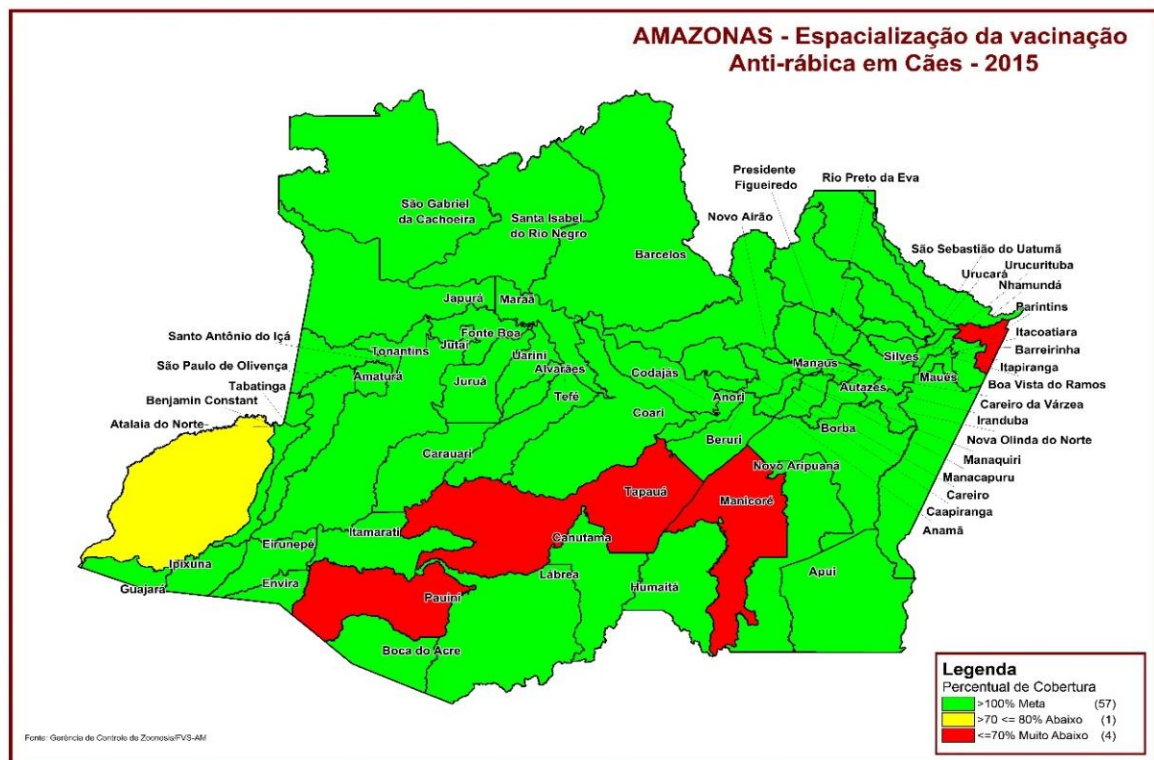 AMAZONAS - Espacialização da vacinação
Anti-rábica em Cães - 2015
Presidente
Figueiredo
Rio Preto da Eva
Novo Airão
São Gabriel
da Cachoeira
Santa Isabel
do Rio Negro
Barcelos
São Sebastião do Uatumã
Urucurituba
Urucará
Nhamundá
Parintins
Japurá
Maraã
Santo Antônio do Içá
Fonte Boa
Jutaí
Tonantins
Uarini
Itacoatiara
Barreirinha
São Paulo de Olivença
Alvarães
Codajás
Manaus
Silves
Itapiranga
Amaturá
Juruá
Maués
Tabatinga
Tefé
Anori
Autazes
Boa Vista do Ramos
Benjamin Constant
Careiro da Várzea
Coari
Iranduba
Atalaia do Norte
Beruri
Borba
Nova Olinda do Norte
Carauari
Manaquiri
Novo Aripuanã
Manacapuru
Tapauá
Manicoré
Careiro
Caapiranga
Itamarati
Anamã
Canutama
Eirunepé
Ipixuna
Guajará
Envira
Lábrea
Humaitá
Apuí
Pauini
Boca do Acre
Legenda
Percentual de Cobertura
>100% Meta (57)
>70 <= 80% Abaixo (1)
<=70% Muito Abaixo (4)
Fonte: Gerência de Controle de Zoonosis/FVS-AM